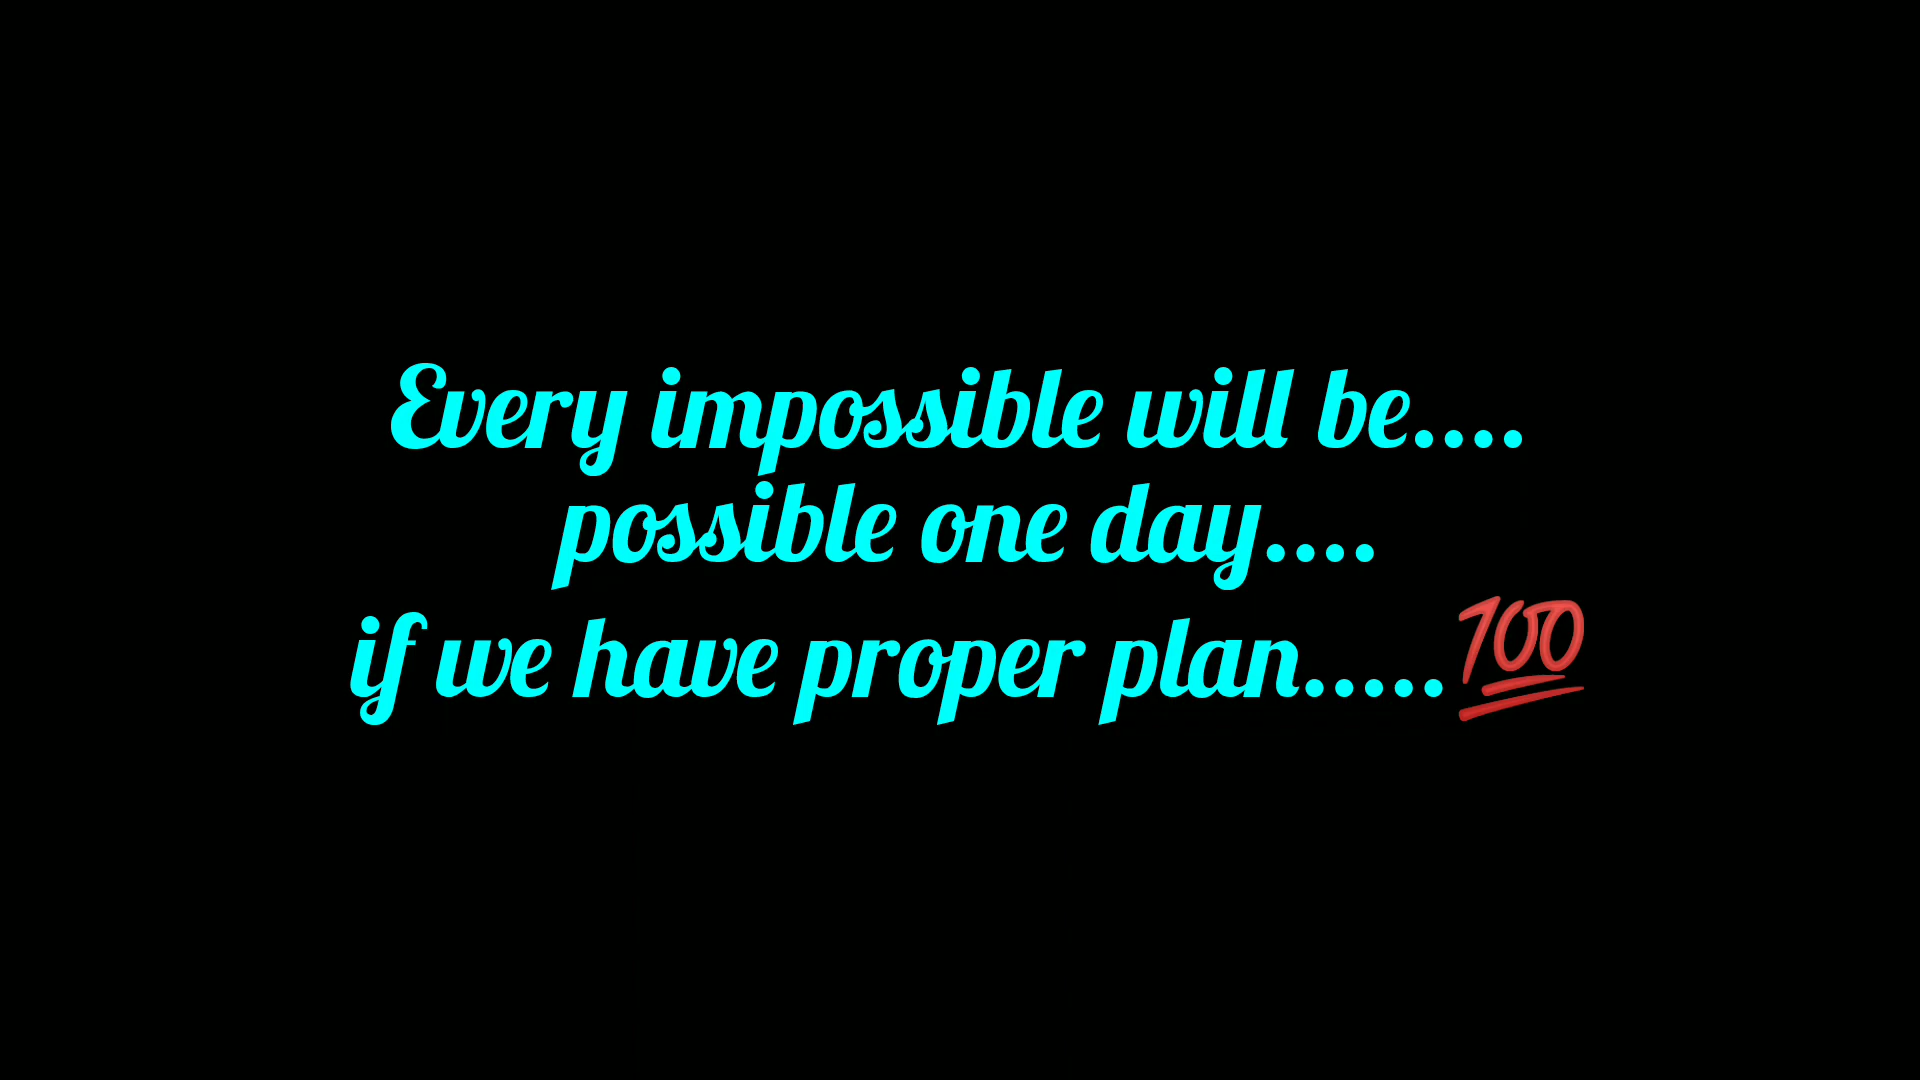 Every impossible will be....
possible one day....
if we have proper plan.....💯